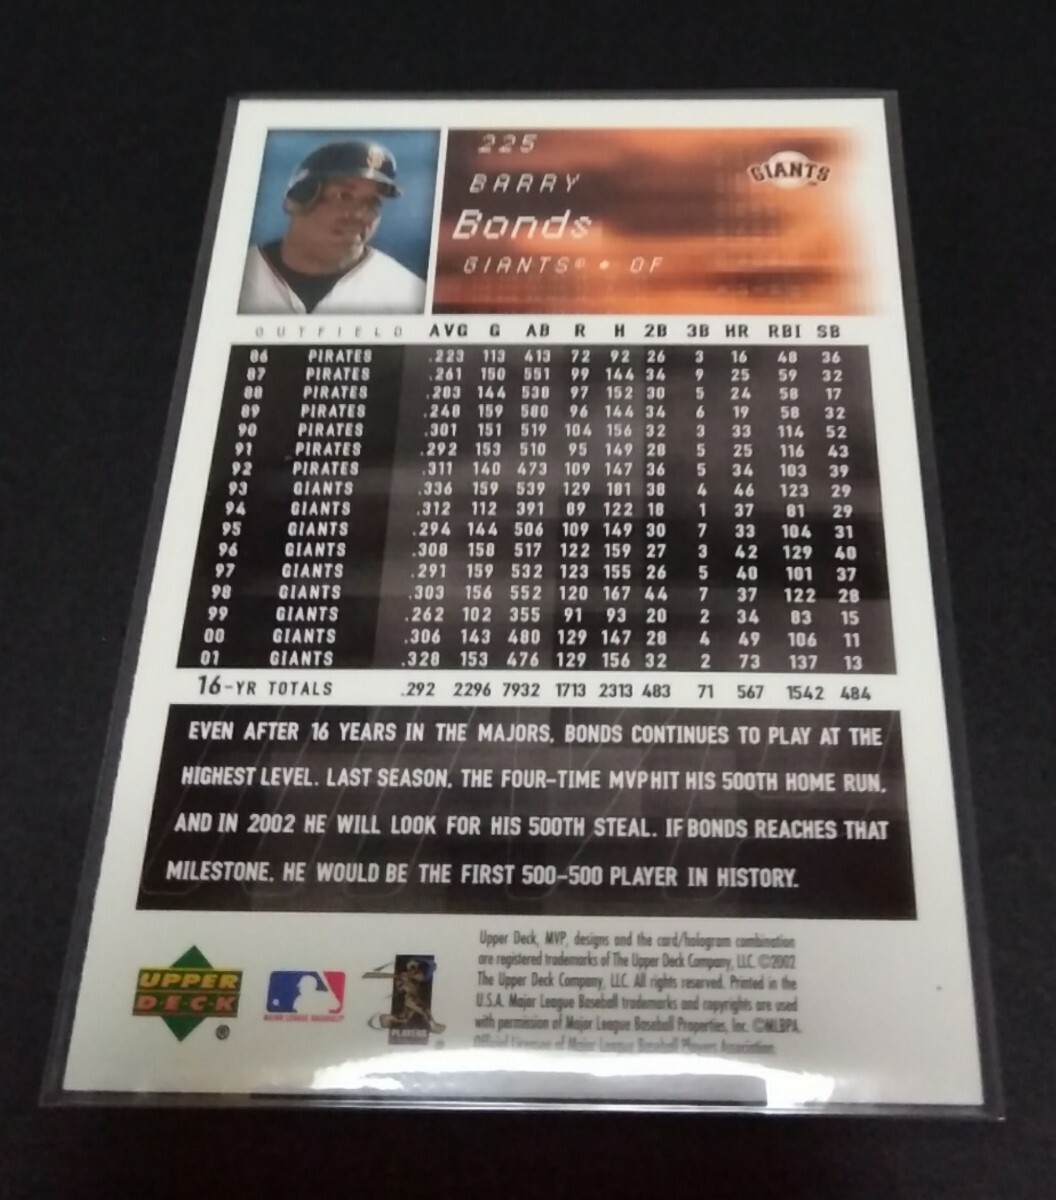 225
BARRY
Bonds
GIANTS® • OF
GIANTS
OUTFIELD AVG G AB R H 2B 3B HR RBI SB
86 PIRATES .223 113 413 72 92 26 3 16 48 36
87 PIRATES .261 150 551 99 144 34 9 25 59 32
88 PIRATES .283 144 538 97 152 30 5 24 58 17
89 PIRATES .248 159 580 96 144 34 6 19 58 32
90 PIRATES .301 151 519 104 156 32 3 33 114 52
91 PIRATES .292 153 510 95 149 28 5 25 116 43
92 PIRATES .311 140 473 109 147 36 5 34 103 39
93 GIANTS .336 159 539 129 181 38 4 46 123 29
94 GIANTS .312 112 391 89 122 18 1 37 81 29
95 GIANTS .294 144 506 109 149 30 7 33 104 31
96 GIANTS .308 158 517 122 159 27 3 42 129 40
97 GIANTS .291 159 532 123 155 26 5 40 101 37
98 GIANTS .303 156 552 120 167 44 7 37 122 28
99 GIANTS .262 102 355 91 93 20 2 34 83 15
00 GIANTS .306 143 480 129 147 28 4 49 106 11
01 GIANTS .328 153 476 129 156 32 2 73 137 13
16-YR TOTALS .292 2296 7932 1713 2313 483 71 567 1542 484
EVEN AFTER 16 YEARS IN THE MAJORS, BONDS CONTINUES TO PLAY AT THE
HIGHEST LEVEL. LAST SEASON, THE FOUR-TIME MVP HIT HIS 500TH HOME RUN,
AND IN 2002 HE WILL LOOK FOR HIS 500TH STEAL. IF BONDS REACHES THAT
MILESTONE, HE WOULD BE THE FIRST 500-500 PLAYER IN HISTORY.
UPPER
DECK
®
MAJOR LEAGUE BASEBALL
PLAYERS
Upper Deck, MVP, designs and the card/hologram combination
are registered trademarks of The Upper Deck Company, LLC. ©2002
The Upper Deck Company, LLC. All rights reserved. Printed in the
U.S.A. Major League Baseball trademarks and copyrights are used
with permission of Major League Baseball Properties, Inc. ©MLBPA.
Official Licensee of Major League Baseball Players Association.